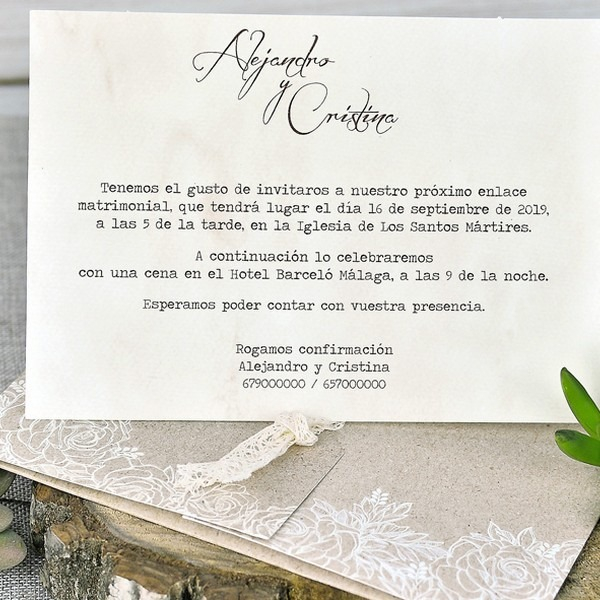 Alejandro
y
Cristina
Tenemos el gusto de invitaros a nuestro próximo enlace
matrimonial, que tendrá lugar el día 16 de septiembre de 2019,
a las 5 de la tarde, en la Iglesia de Los Santos Mártires.
A continuación lo celebraremos
con una cena en el Hotel Barceló Málaga, a las 9 de la noche.
Esperamos poder contar con vuestra presencia.
Rogamos confirmación
Alejandro y Cristina
679000000 / 657000000